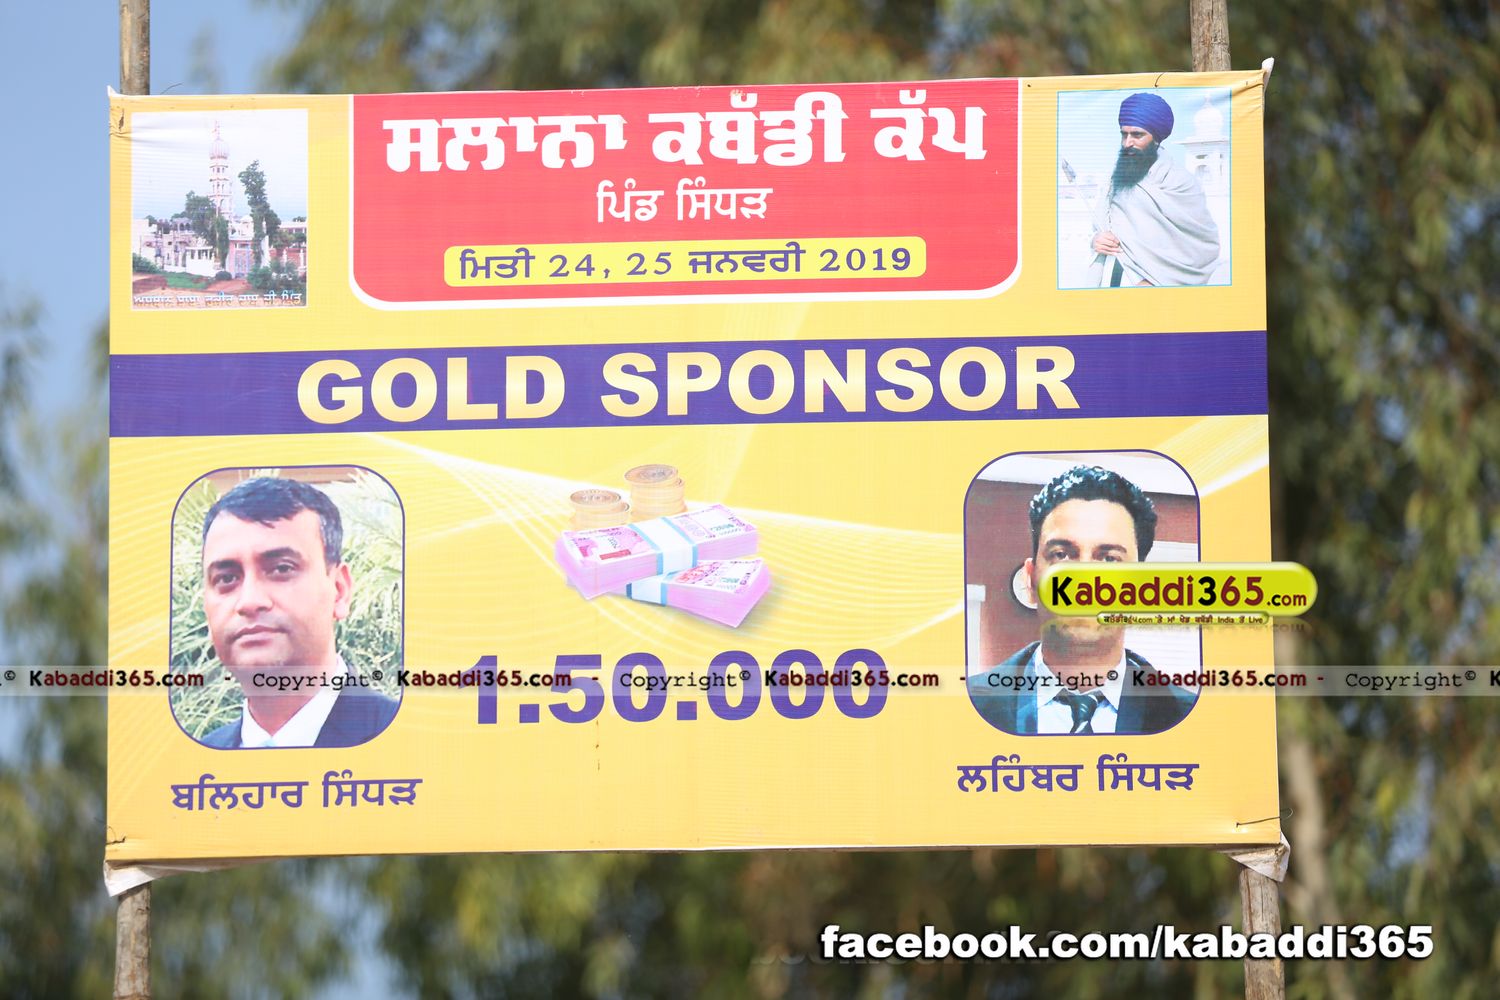 ਸਲਾਨਾ ਕਬੱਡੀ ਕੱਪ
ਪਿੰਡ ਸਿੰਧੜ
ਮਿਤੀ 24, 25 ਜਨਵਰੀ 2019
GOLD SPONSOR
Kabaddi365.com
1.50.000
© Kabaddi365.com - Copyright© Kabaddi365.com - Copyright© Kabaddi365.com - Copyright© Kabaddi365.com - Copyright© K
ਬਲਿਹਾਰ ਸਿੰਧੜ
ਲਹਿੰਬਰ ਸਿੰਧੜ
facebook.com/kabaddi365